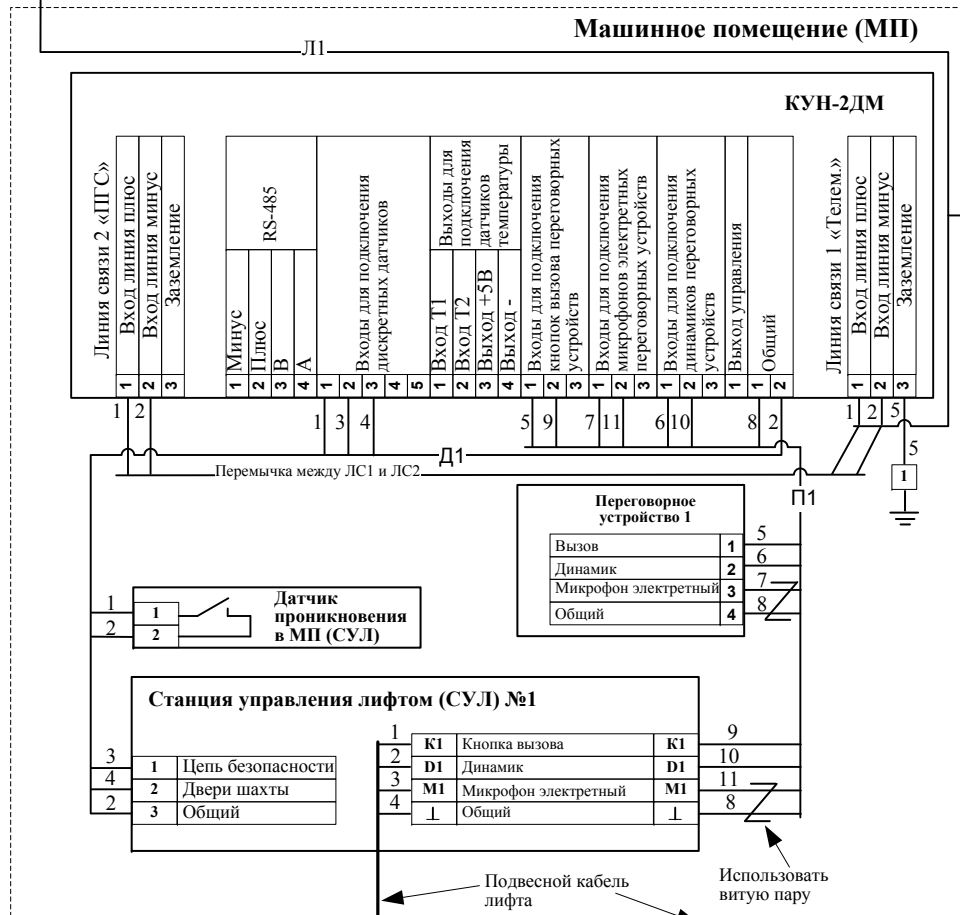 Машинное помещение (МП)
Л1
КУН-2ДМ
Линия связи 2 «ПГС»
Вход линия плюс
Вход линия минус
Заземление
1
2
3
RS-485
Минус
Плюс
B
A
1
2
3
4
Входы для подключения
дискретных датчиков
1
2
3
4
5
Выходы для
подключения
датчиков
температуры
Вход Т1
Вход Т2
Выход +5В
Выход -
1
2
3
4
Входы для подключения
кнопок вызова переговорных
устройств
1
2
3
Входы для подключения
микрофонов электретных
переговорных устройств
1
2
3
Входы для подключения
динамиков переговорных
устройств
1
2
3
Выход управления
1
Общий
1
2
Линия связи 1 «Телем.»
Вход линия плюс
Вход линия минус
Заземление
1
2
3
1 2
1 3 4
5 9
7 11
6 10
8 2
1 2 5
5
1
Д1
Перемычка между ЛС1 и ЛС2
П1
Переговорное
устройство 1
Вызов 1 5
Динамик 2 6
Микрофон электретный 3 7
Общий 4 8
Датчик
проникновения
в МП (СУЛ)
1 1
2 2
Станция управления лифтом (СУЛ) №1
3 1 Цепь безопасности
4 2 Двери шахты
2 3 Общий
1 К1 Кнопка вызова К1 9
2 D1 Динамик D1 10
3 М1 Микрофон электретный М1 11
4 ⊥ Общий ⊥ 8
Подвесной кабель
лифта
Использовать
витую пару